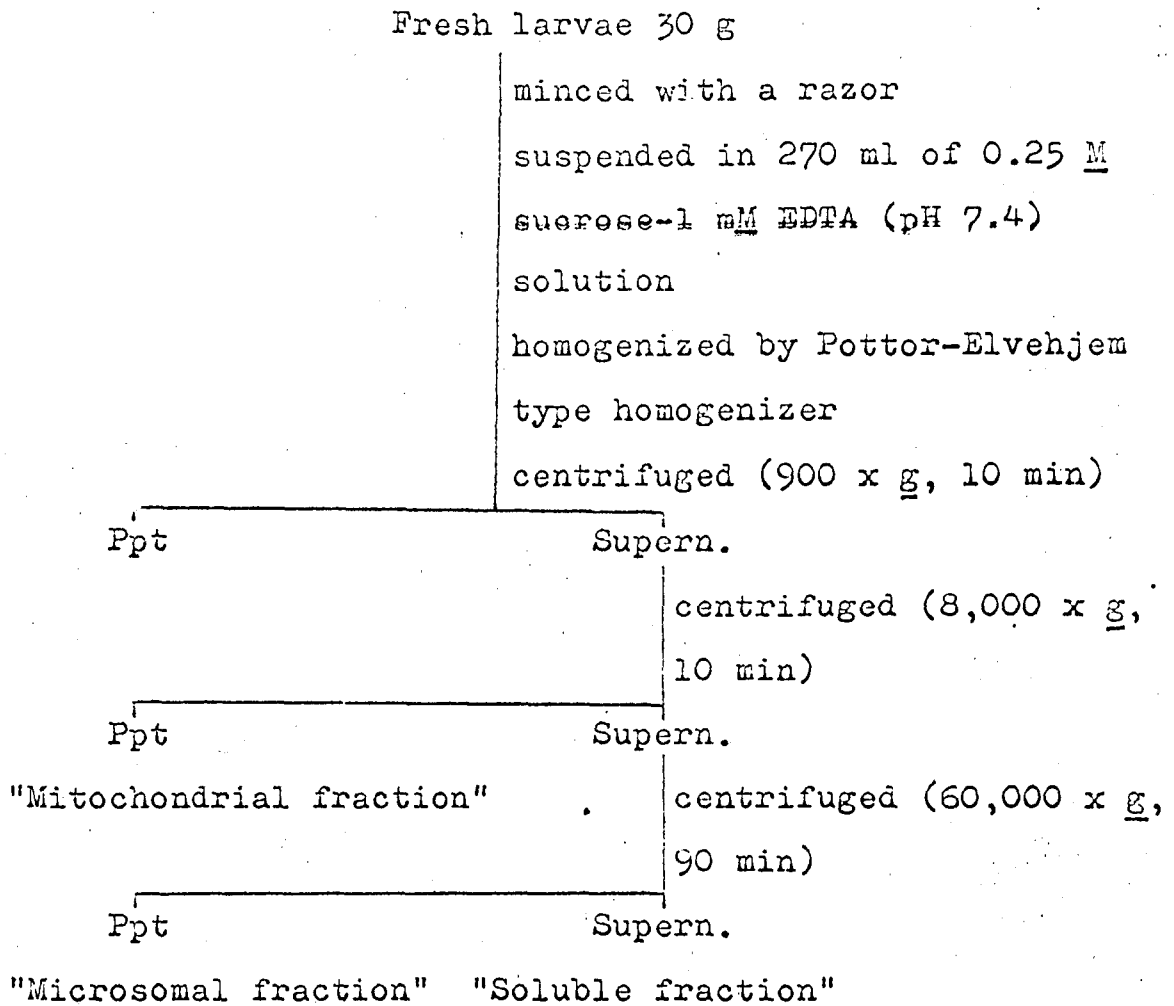 Fresh larvae 30 g
minced with a razor
suspended in 270 ml of 0.25 M
sucrose-1 mM EDTA (pH 7.4)
solution
homogenized by Pottor-Elvehjem
type homogenizer
centrifuged (900 x g, 10 min)
Ppt Supern.
centrifuged (8,000 x g,
10 min)
Ppt Supern.
"Mitochondrial fraction" centrifuged (60,000 x g,
90 min)
Ppt Supern.
"Microsomal fraction" "Soluble fraction"